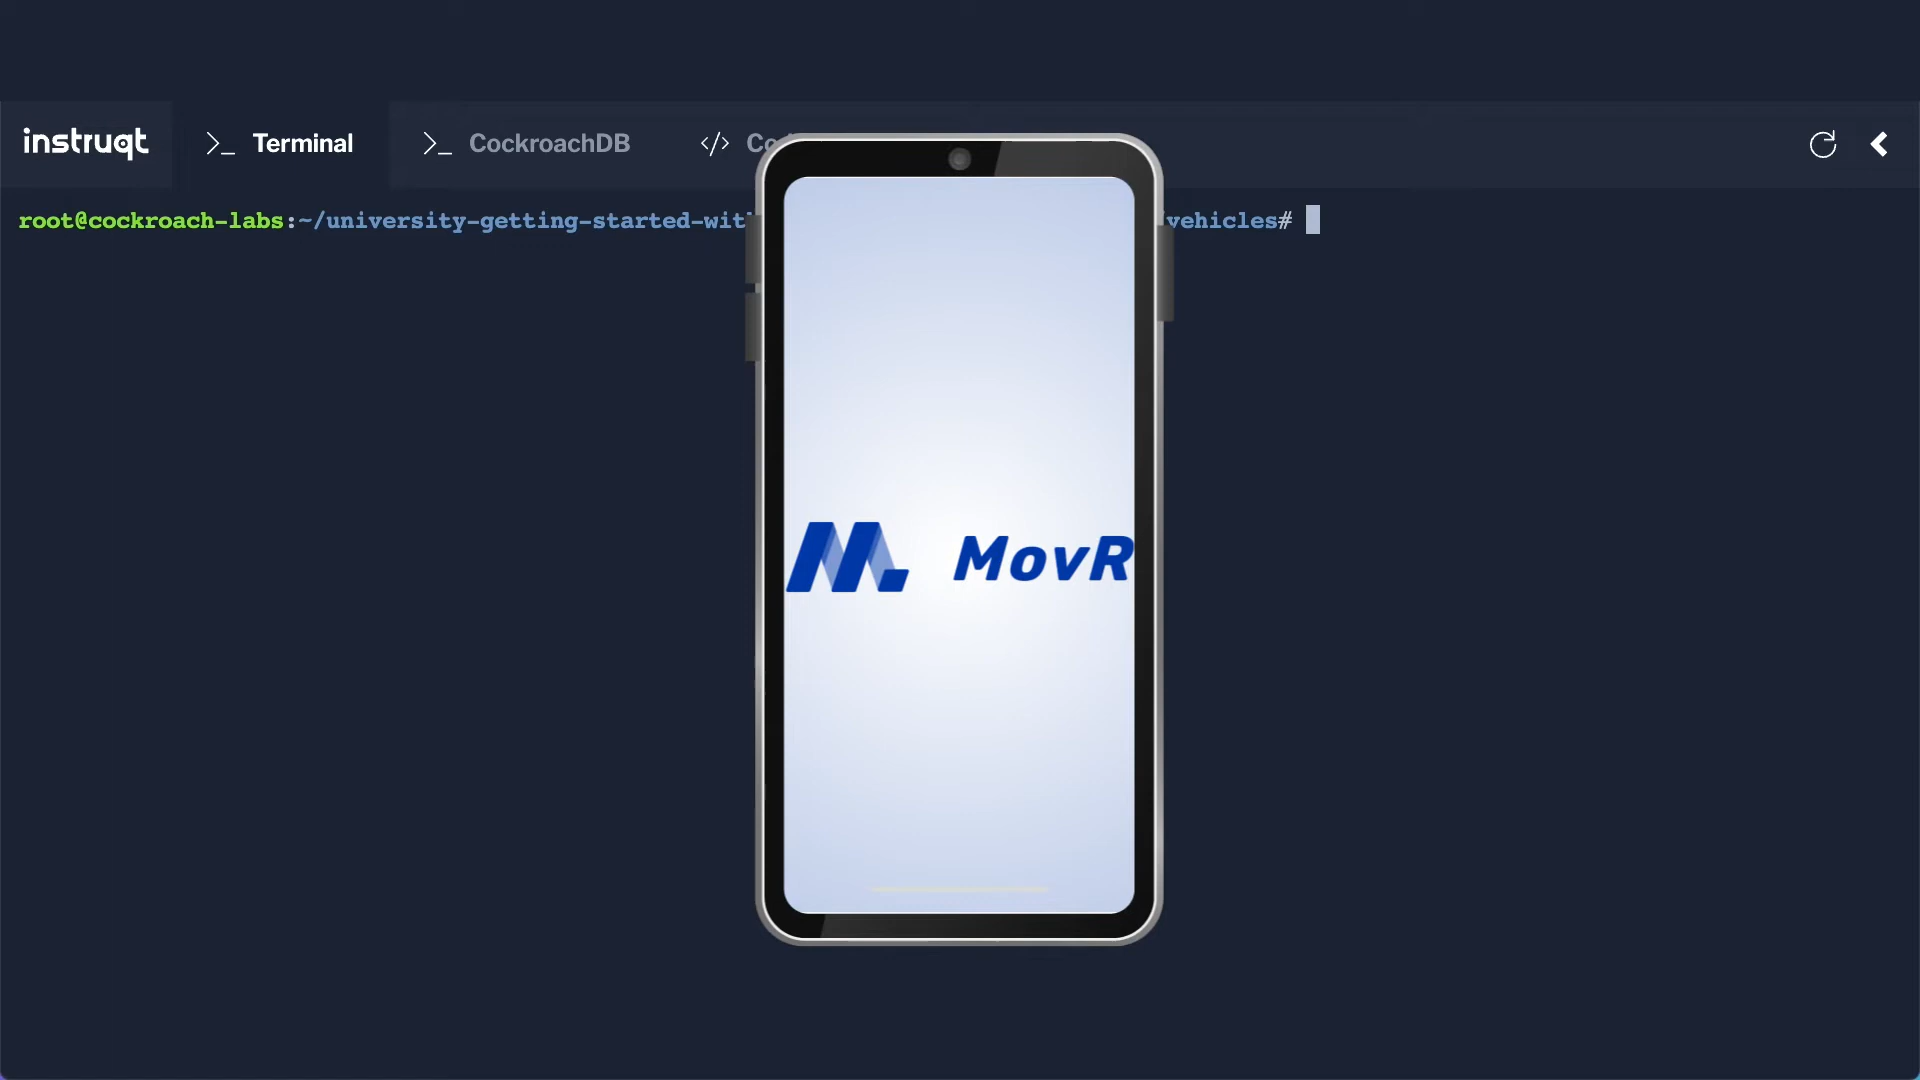 instruqt >_ Terminal >_ CockroachDB </> Co
root@cockroach-labs:~/university-getting-started-wit vehicles#
MovR